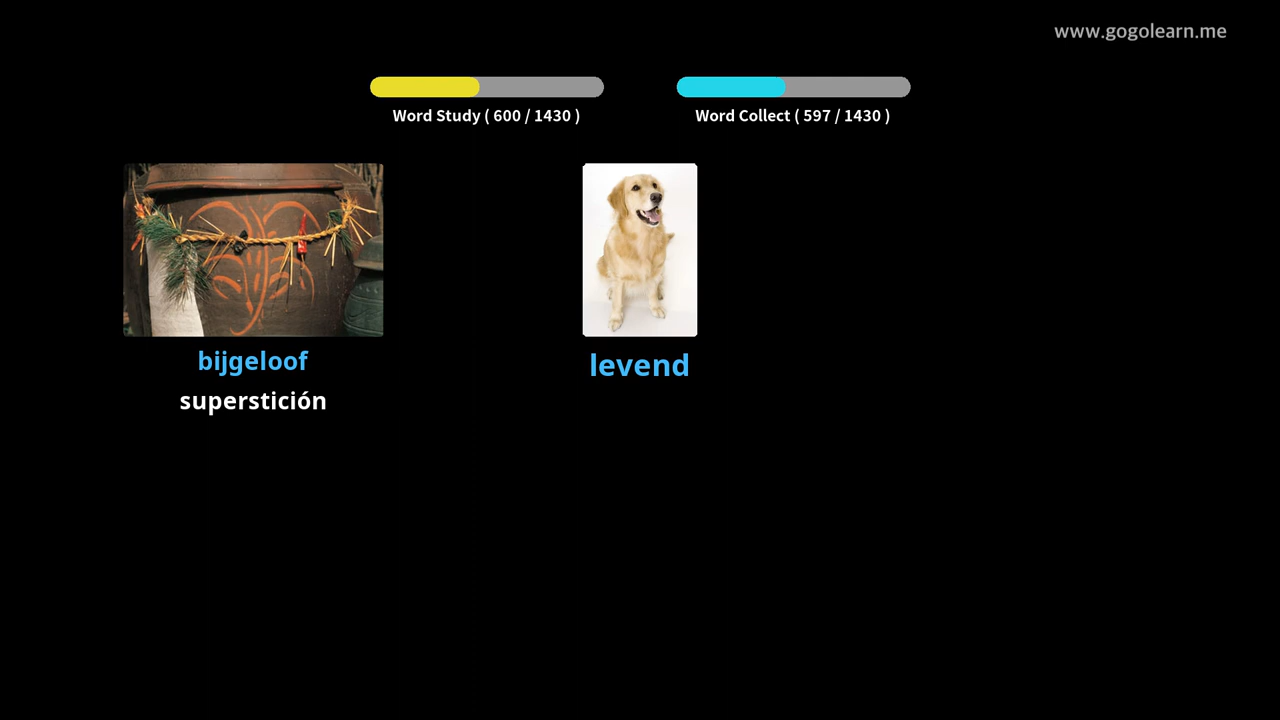 www.gogolearn.me
Word Study ( 600 / 1430 )
Word Collect ( 597 / 1430 )
bijgeloof
superstición
levend